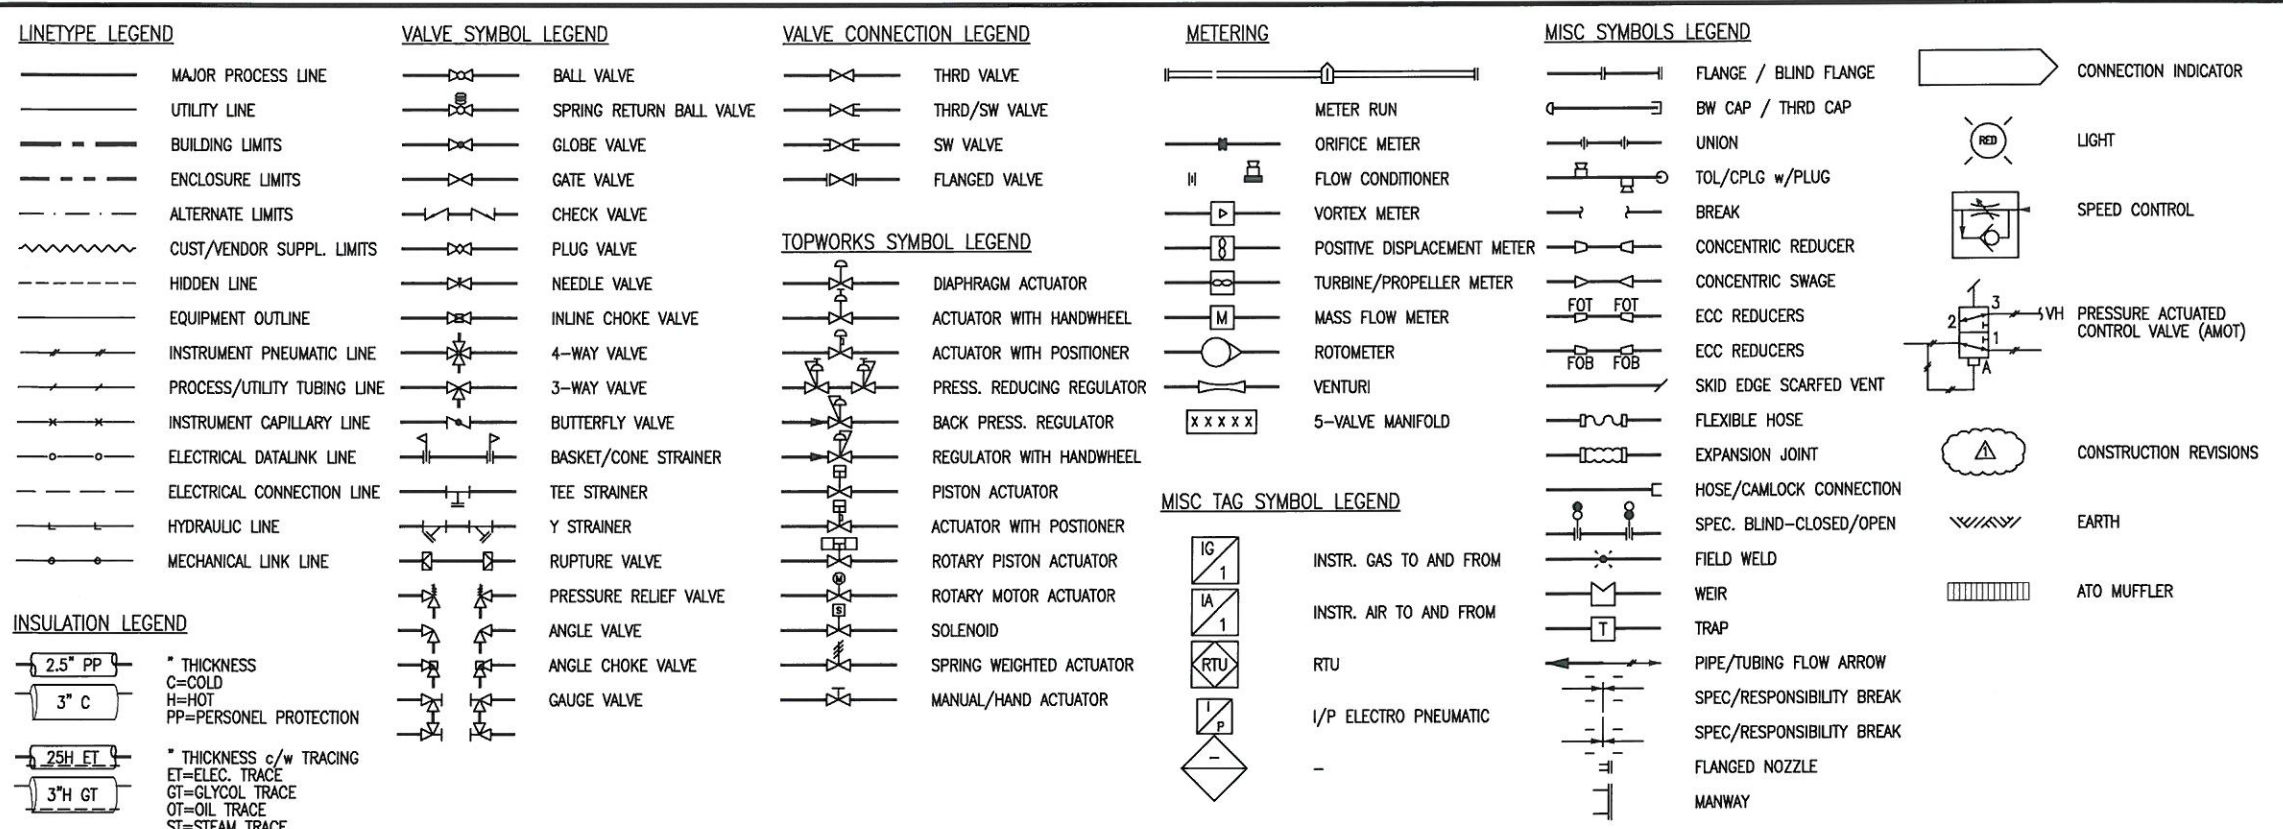 LINETYPE LEGEND
MAJOR PROCESS LINE
UTILITY LINE
BUILDING LIMITS
ENCLOSURE LIMITS
ALTERNATE LIMITS
CUST/VENDOR SUPPL. LIMITS
HIDDEN LINE
EQUIPMENT OUTLINE
INSTRUMENT PNEUMATIC LINE
PROCESS/UTILITY TUBING LINE
INSTRUMENT CAPILLARY LINE
ELECTRICAL DATALINK LINE
ELECTRICAL CONNECTION LINE
HYDRAULIC LINE
MECHANICAL LINK LINE
INSULATION LEGEND
2.5" PP
3" C
" THICKNESS
C=COLD
H=HOT
PP=PERSONEL PROTECTION
25H ET
3"H GT
" THICKNESS c/w TRACING
ET=ELEC. TRACE
GT=GLYCOL TRACE
OT=OIL TRACE
ST=STEAM TRACE
VALVE SYMBOL LEGEND
BALL VALVE
SPRING RETURN BALL VALVE
GLOBE VALVE
GATE VALVE
CHECK VALVE
PLUG VALVE
NEEDLE VALVE
INLINE CHOKE VALVE
4-WAY VALVE
3-WAY VALVE
BUTTERFLY VALVE
BASKET/CONE STRAINER
TEE STRAINER
Y STRAINER
RUPTURE VALVE
PRESSURE RELIEF VALVE
ANGLE VALVE
ANGLE CHOKE VALVE
GAUGE VALVE
VALVE CONNECTION LEGEND
THRD VALVE
THRD/SW VALVE
SW VALVE
FLANGED VALVE
TOPWORKS SYMBOL LEGEND
DIAPHRAGM ACTUATOR
ACTUATOR WITH HANDWHEEL
ACTUATOR WITH POSITIONER
PRESS. REDUCING REGULATOR
BACK PRESS. REGULATOR
REGULATOR WITH HANDWHEEL
PISTON ACTUATOR
ACTUATOR WITH POSTIONER
ROTARY PISTON ACTUATOR
M
ROTARY MOTOR ACTUATOR
S
SOLENOID
SPRING WEIGHTED ACTUATOR
MANUAL/HAND ACTUATOR
METERING
METER RUN
ORIFICE METER
FLOW CONDITIONER
VORTEX METER
POSITIVE DISPLACEMENT METER
TURBINE/PROPELLER METER
M MASS FLOW METER
ROTOMETER
VENTURI
X X X X X 5-VALVE MANIFOLD
MISC TAG SYMBOL LEGEND
IG
1
INSTR. GAS TO AND FROM
IA
1
INSTR. AIR TO AND FROM
RTU RTU
I
P
I/P ELECTRO PNEUMATIC
- -
MISC SYMBOLS LEGEND
FLANGE / BLIND FLANGE
BW CAP / THRD CAP
UNION
TOL/CPLG w/PLUG
BREAK
CONCENTRIC REDUCER
CONCENTRIC SWAGE
FOT FOT
ECC REDUCERS
ECC REDUCERS
FOB FOB
SKID EDGE SCARFED VENT
FLEXIBLE HOSE
EXPANSION JOINT
HOSE/CAMLOCK CONNECTION
SPEC. BLIND-CLOSED/OPEN
FIELD WELD
WEIR
T TRAP
PIPE/TUBING FLOW ARROW
SPEC/RESPONSIBILITY BREAK
SPEC/RESPONSIBILITY BREAK
FLANGED NOZZLE
MANWAY
CONNECTION INDICATOR
RED LIGHT
SPEED CONTROL
3
VH
2
1
A
PRESSURE ACTUATED
CONTROL VALVE (AMOT)
1 CONSTRUCTION REVISIONS
EARTH
ATO MUFFLER